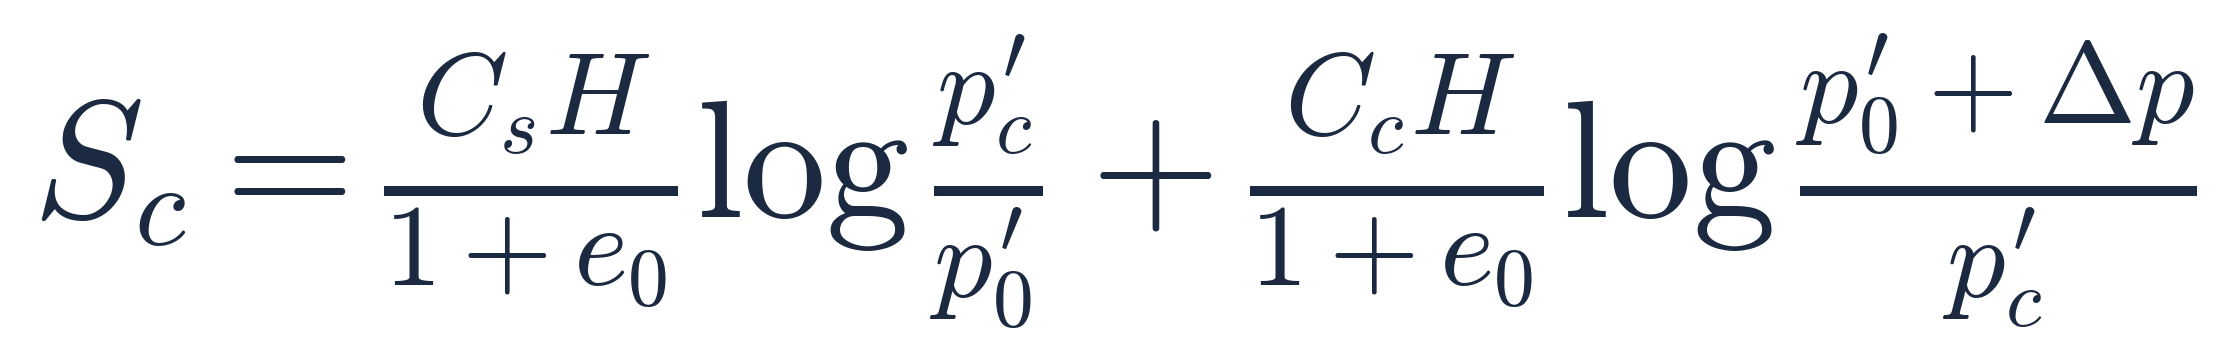 $S_c = \frac{C_s H}{1 + e_0} \log \frac{p'_c}{p'_0} + \frac{C_c H}{1 + e_0} \log \frac{p'_0 + \Delta p}{p'_c}$